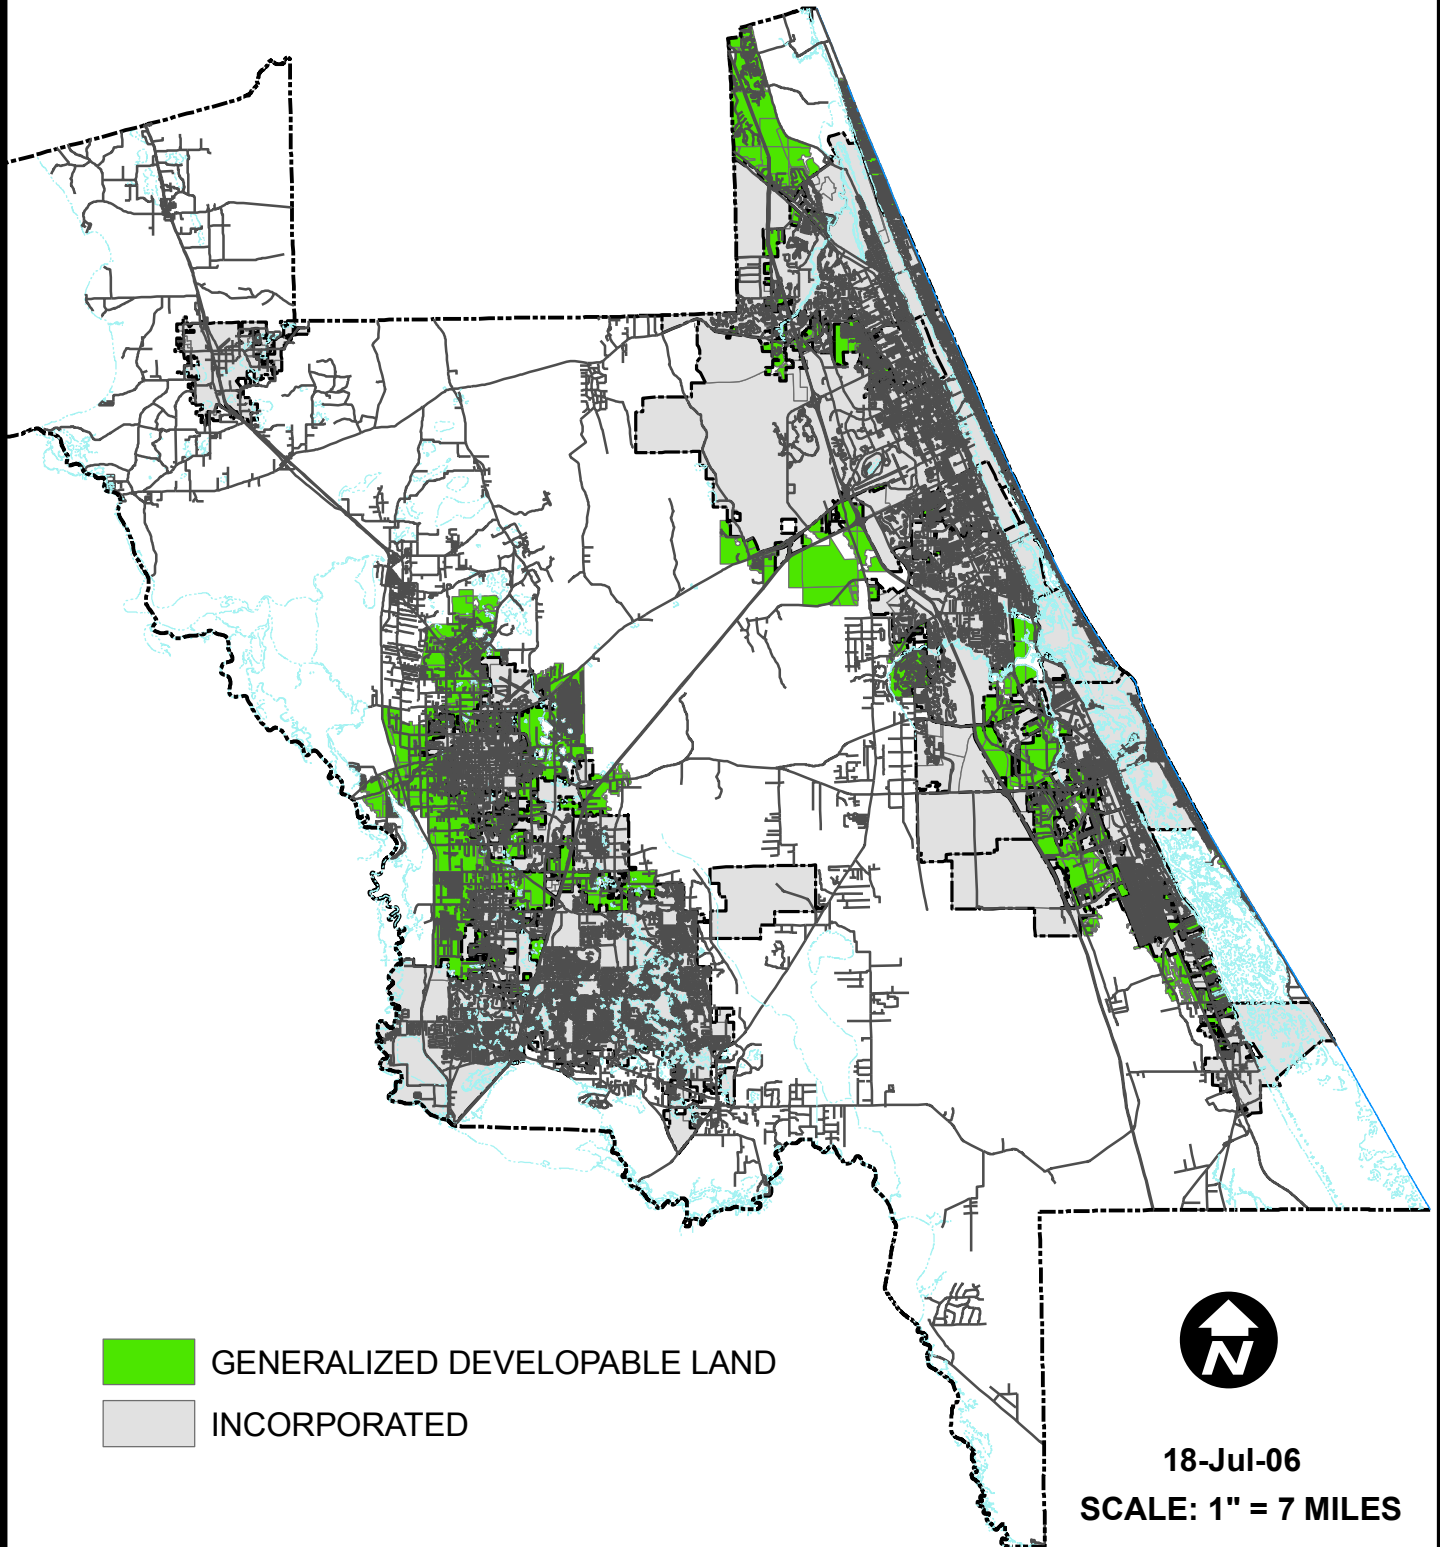 GENERALIZED DEVELOPABLE LAND
INCORPORATED
N
18-Jul-06
SCALE: 1" = 7 MILES